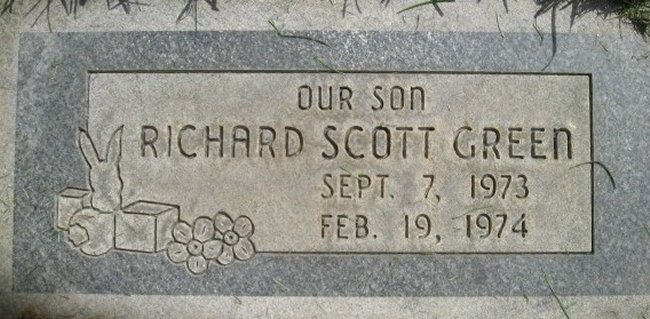 OUR SON
RICHARD SCOTT GREEN
SEPT. 7, 1973
FEB. 19, 1974